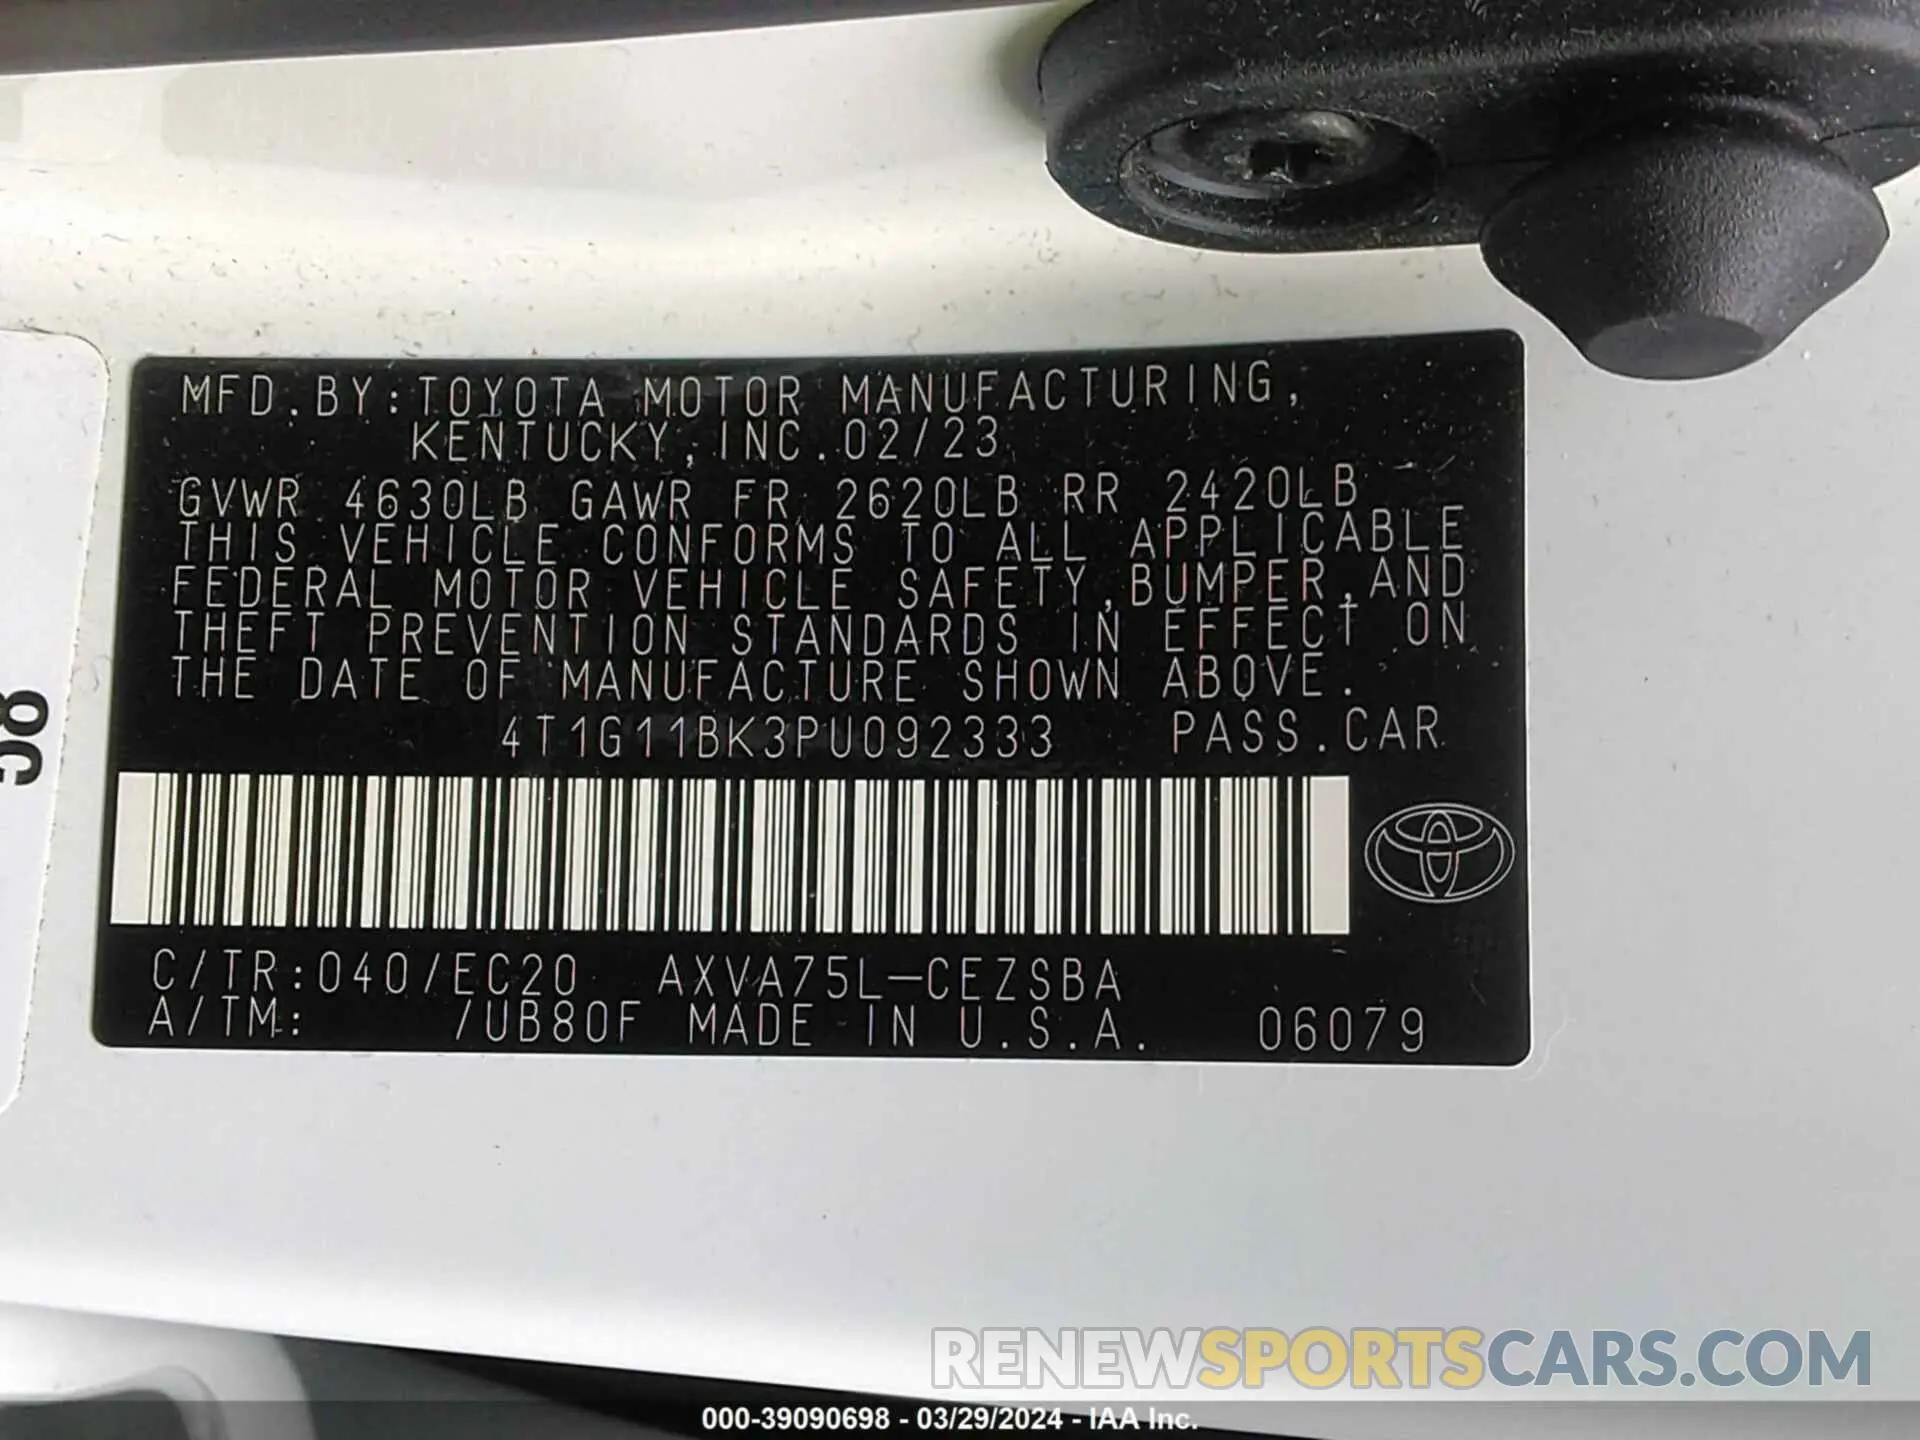 MFD.BY:TOYOTA MOTOR MANUFACTURING,
KENTUCKY,INC.02/23
GVWR 4630LB GAWR FR 2620LB RR 2420LB
THIS VEHICLE CONFORMS TO ALL APPLICABLE
FEDERAL MOTOR VEHICLE SAFETY,BUMPER,AND
THEFT PREVENTION STANDARDS IN EFFECT ON
THE DATE OF MANUFACTURE SHOWN ABOVE.
4T1G11BK3PU092333 PASS.CAR
C/TR:040/EC20 AXVA75L-CEZSBA
A/TM: /UB80F MADE IN U.S.A. 06079
RENEWSPORTSCARS.COM
000-39090698 - 03/29/2024 - IAA Inc.